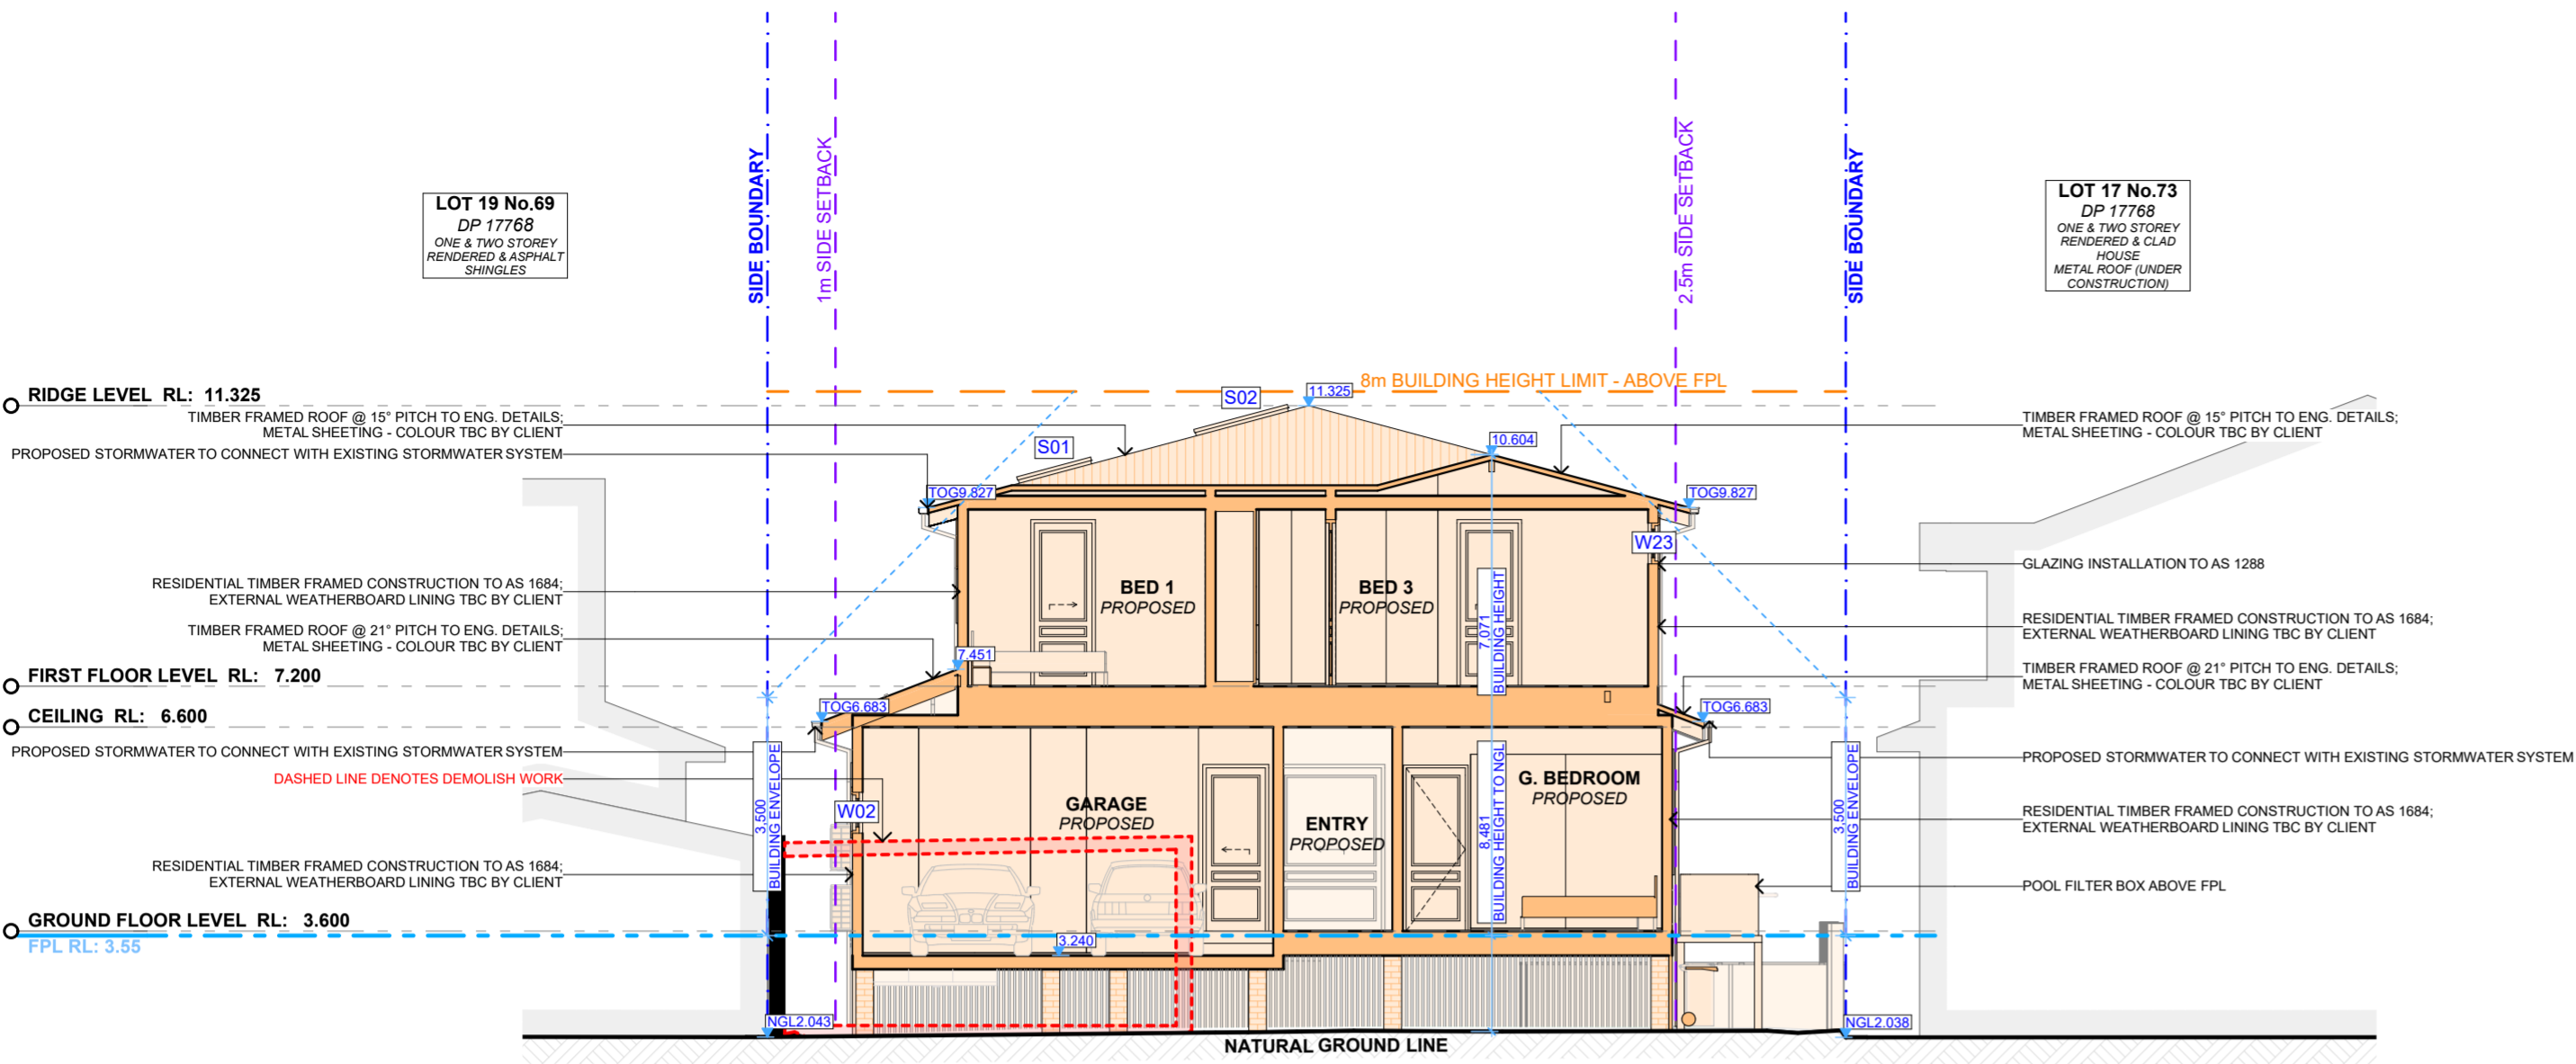 SIDE BOUNDARY
1m SIDE SETBACK
2.5m SIDE SETBACK
SIDE BOUNDARY
LOT 19 No.69
DP 17768
ONE & TWO STOREY
RENDERED & ASPHALT
SHINGLES
LOT 17 No.73
DP 17768
ONE & TWO STOREY
RENDERED & CLAD
HOUSE
METAL ROOF (UNDER
CONSTRUCTION)
8m BUILDING HEIGHT LIMIT - ABOVE FPL
RIDGE LEVEL RL: 11.325
TIMBER FRAMED ROOF @ 15° PITCH TO ENG. DETAILS;
METAL SHEETING - COLOUR TBC BY CLIENT
PROPOSED STORMWATER TO CONNECT WITH EXISTING STORMWATER SYSTEM
S02
11.325
S01
10.604
TIMBER FRAMED ROOF @ 15° PITCH TO ENG. DETAILS;
METAL SHEETING - COLOUR TBC BY CLIENT
TOG9.827
TOG9.827
W23
GLAZING INSTALLATION TO AS 1288
RESIDENTIAL TIMBER FRAMED CONSTRUCTION TO AS 1684;
EXTERNAL WEATHERBOARD LINING TBC BY CLIENT
BED 1
PROPOSED
BED 3
PROPOSED
7,071
BUILDING HEIGHT
RESIDENTIAL TIMBER FRAMED CONSTRUCTION TO AS 1684;
EXTERNAL WEATHERBOARD LINING TBC BY CLIENT
TIMBER FRAMED ROOF @ 21° PITCH TO ENG. DETAILS;
METAL SHEETING - COLOUR TBC BY CLIENT
7.451
TIMBER FRAMED ROOF @ 21° PITCH TO ENG. DETAILS;
METAL SHEETING - COLOUR TBC BY CLIENT
FIRST FLOOR LEVEL RL: 7.200
CEILING RL: 6.600
TOG6.683
TOG6.683
PROPOSED STORMWATER TO CONNECT WITH EXISTING STORMWATER SYSTEM
PROPOSED STORMWATER TO CONNECT WITH EXISTING STORMWATER SYSTEM
DASHED LINE DENOTES DEMOLISH WORK
3,500
BUILDING ENVELOPE
W02
GARAGE
PROPOSED
ENTRY
PROPOSED
8,481
BUILDING HEIGHT TO NGL
G. BEDROOM
PROPOSED
3,500
BUILDING ENVELOPE
RESIDENTIAL TIMBER FRAMED CONSTRUCTION TO AS 1684;
EXTERNAL WEATHERBOARD LINING TBC BY CLIENT
RESIDENTIAL TIMBER FRAMED CONSTRUCTION TO AS 1684;
EXTERNAL WEATHERBOARD LINING TBC BY CLIENT
POOL FILTER BOX ABOVE FPL
GROUND FLOOR LEVEL RL: 3.600
FPL RL: 3.55
3.240
NGL2.043
NGL2.038
NATURAL GROUND LINE